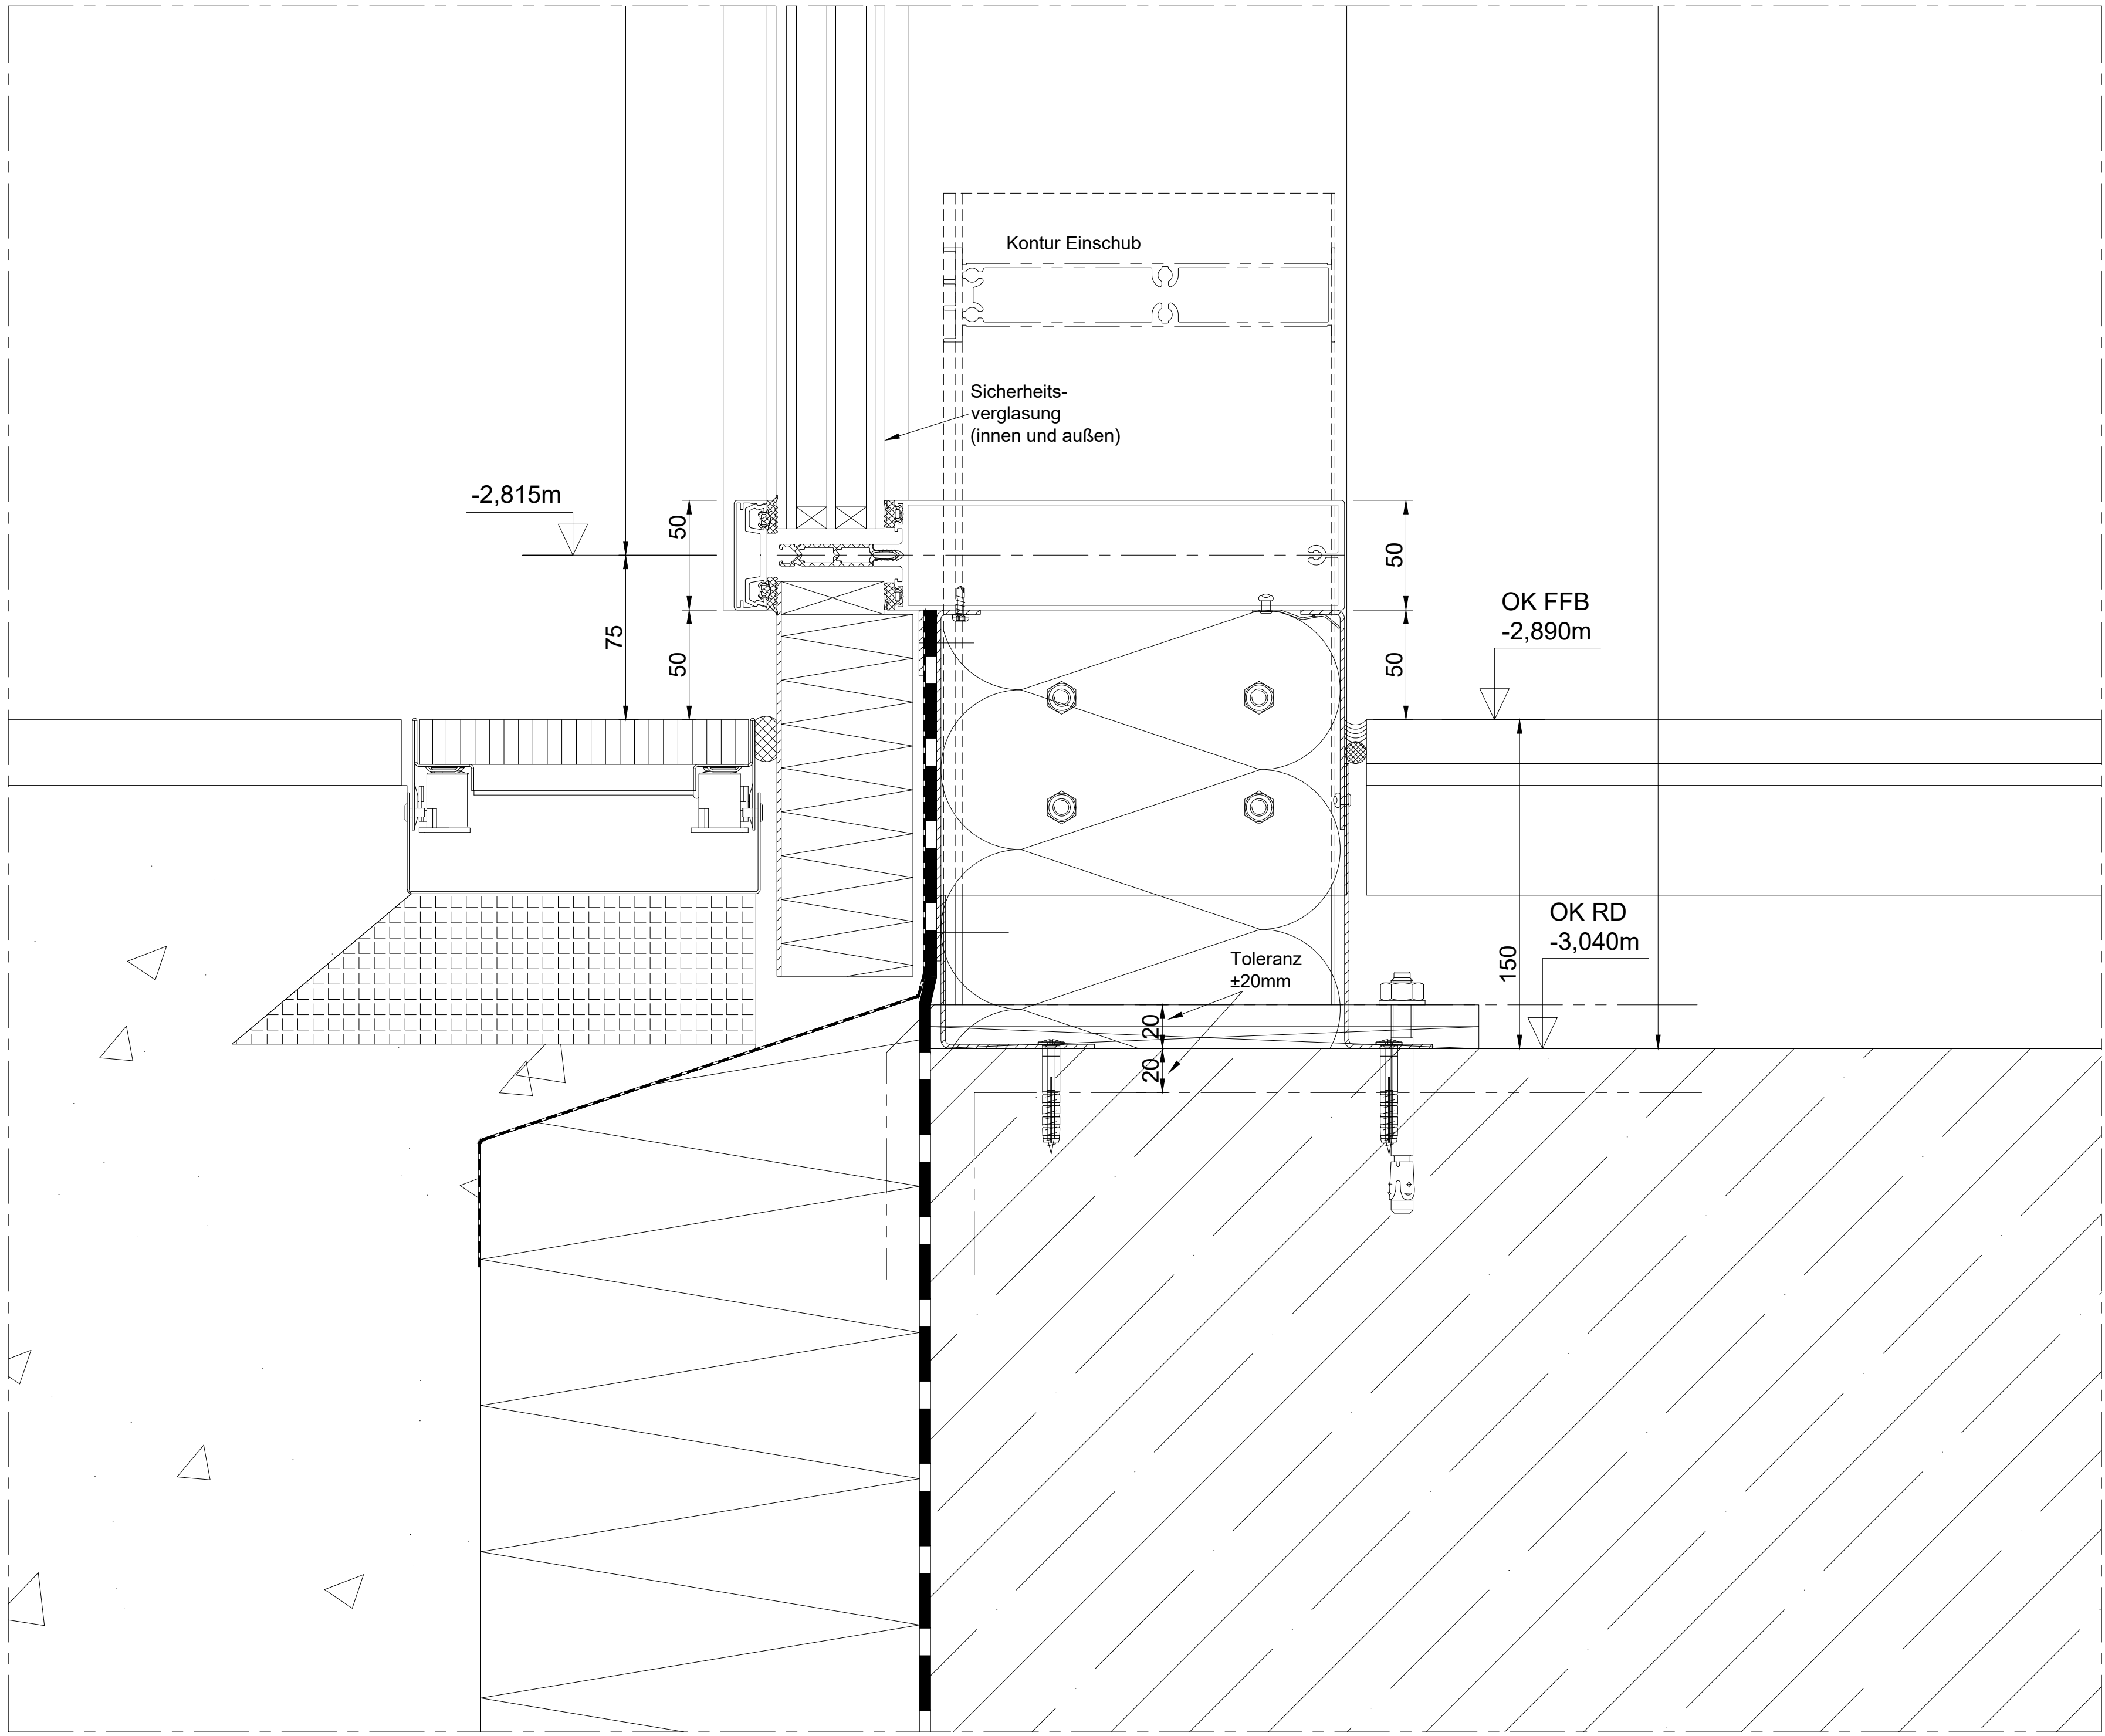 Kontur Einschub
Sicherheits-
verglasung
(innen und außen)
-2,815m
50
50
75
50
50
OK FFB
-2,890m
OK RD
-3,040m
150
Toleranz
±20mm
20
20